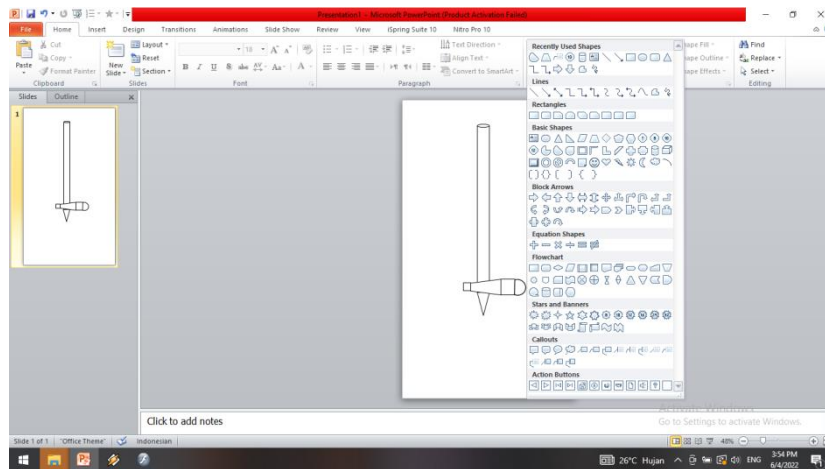 Presentation1 - Microsoft PowerPoint (Product Activation Failed)
File Home Insert Design Transitions Animations Slide Show Review View iSpring Suite 10 Nitro Pro 10
Paste
Cut
Copy
Format Painter
Clipboard
New Slide
Layout
Reset
Section
Slides
18
B I U S abc AV Aa A
Font
Text Direction
Align Text
Convert to SmartArt
Paragraph
Shape Fill
Shape Outline
Shape Effects
Find
Replace
Select
Editing
Slides Outline
1
Recently Used Shapes
Lines
Rectangles
Basic Shapes
Block Arrows
Equation Shapes
Flowchart
Stars and Banners
Callouts
Action Buttons
Click to add notes
Activate Windows
Go to Settings to activate Windows.
Slide 1 of 1 "Office Theme" Indonesian 48%
26°C Hujan ENG 3:54 PM
6/4/2022